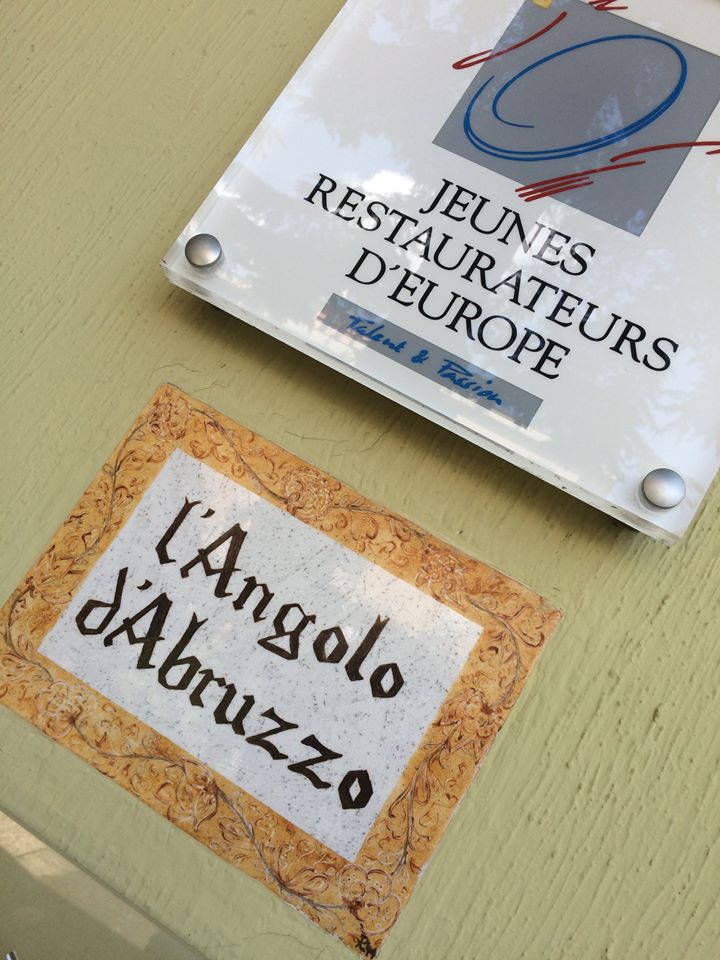 JEUNES
RESTAURATEURS
D'EUROPE
Talent & Passion
l'Angolo
d'Abruzzo